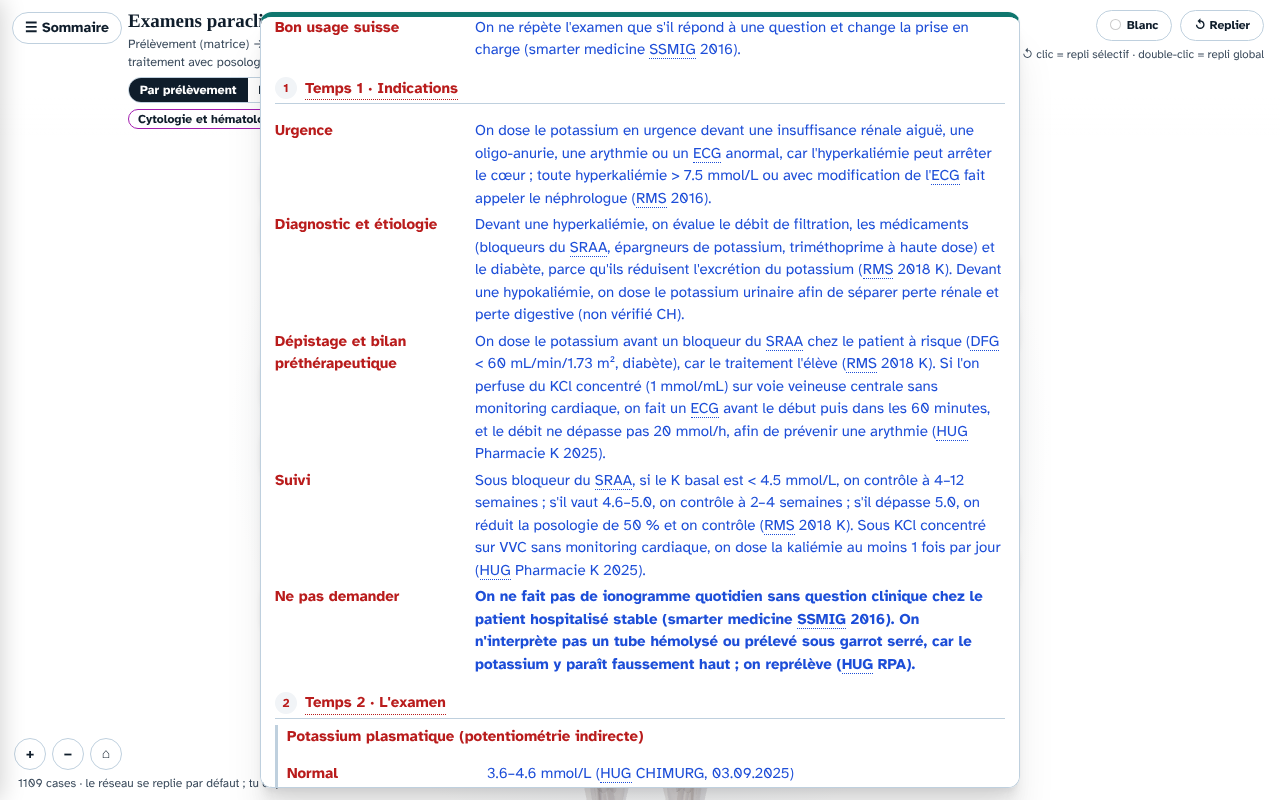 ☰ Sommaire
Examens paracli
Prélèvement (matrice) →
traitement avec posolog
Par prélèvement
Cytologie et hématolo
Blanc
↺ Replier
↺ clic = repli sélectif · double-clic = repli global
Bon usage suisse
On ne répète l'examen que s'il répond à une question et change la prise en
charge (smarter medicine SSMIG 2016).
1 Temps 1 · Indications
Urgence
On dose le potassium en urgence devant une insuffisance rénale aiguë, une
oligo-anurie, une arythmie ou un ECG anormal, car l'hyperkaliémie peut arrêter
le cœur ; toute hyperkaliémie > 7.5 mmol/L ou avec modification de l'ECG fait
appeler le néphrologue (RMS 2016).
Diagnostic et étiologie
Devant une hyperkaliémie, on évalue le débit de filtration, les médicaments
(bloqueurs du SRAA, épargneurs de potassium, triméthoprime à haute dose) et
le diabète, parce qu'ils réduisent l'excrétion du potassium (RMS 2018 K). Devant
une hypokaliémie, on dose le potassium urinaire afin de séparer perte rénale et
perte digestive (non vérifié CH).
Dépistage et bilan
préthérapeutique
On dose le potassium avant un bloqueur du SRAA chez le patient à risque (DFG
< 60 mL/min/1.73 m², diabète), car le traitement l'élève (RMS 2018 K). Si l'on
perfuse du KCl concentré (1 mmol/mL) sur voie veineuse centrale sans
monitoring cardiaque, on fait un ECG avant le début puis dans les 60 minutes,
et le débit ne dépasse pas 20 mmol/h, afin de prévenir une arythmie (HUG
Pharmacie K 2025).
Suivi
Sous bloqueur du SRAA, si le K basal est < 4.5 mmol/L, on contrôle à 4–12
semaines ; s'il vaut 4.6–5.0, on contrôle à 2–4 semaines ; s'il dépasse 5.0, on
réduit la posologie de 50 % et on contrôle (RMS 2018 K). Sous KCl concentré
sur VVC sans monitoring cardiaque, on dose la kaliémie au moins 1 fois par jour
(HUG Pharmacie K 2025).
Ne pas demander
On ne fait pas de ionogramme quotidien sans question clinique chez le
patient hospitalisé stable (smarter medicine SSMIG 2016). On
n'interprète pas un tube hémolysé ou prélevé sous garrot serré, car le
potassium y paraît faussement haut ; on reprélève (HUG RPA).
2 Temps 2 · L'examen
Potassium plasmatique (potentiométrie indirecte)
Normal
3.6–4.6 mmol/L (HUG CHIMURG, 03.09.2025)
+ − ⌂
1109 cases · le réseau se replie par défaut ; tu